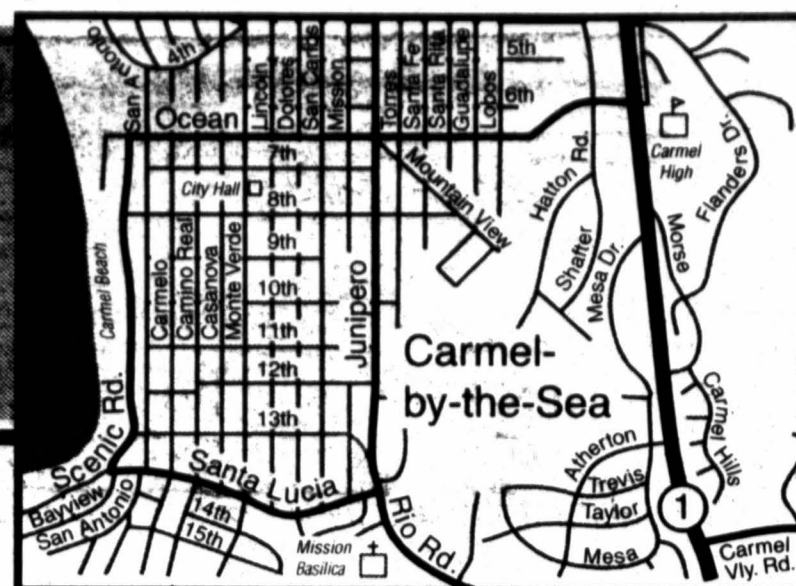 San Antonio
4th
5th
6th
Lincoln
Dolores
San Carlos
Mission
Torres
Santa Fe
Santa Rita
Guadalupe
Lobos
Ocean
7th
City Hall
8th
Mountain View
Hatton Rd.
Carmel
High
Flanders Dr.
Carmel Beach
Carmelo
Camino Real
Casanova
Monte Verde
9th
10th
11th
12th
13th
Junipero
Shafter
Mesa Dr.
Morse
Carmel-
by-the-Sea
Scenic Rd.
Santa Lucia
Rio Rd.
Bayview
San Antonio
14th
15th
Mission
Basilica
Atherton
Trevis
Taylor
Mesa
Carmel Hills
1
Carmel
Vly. Rd.